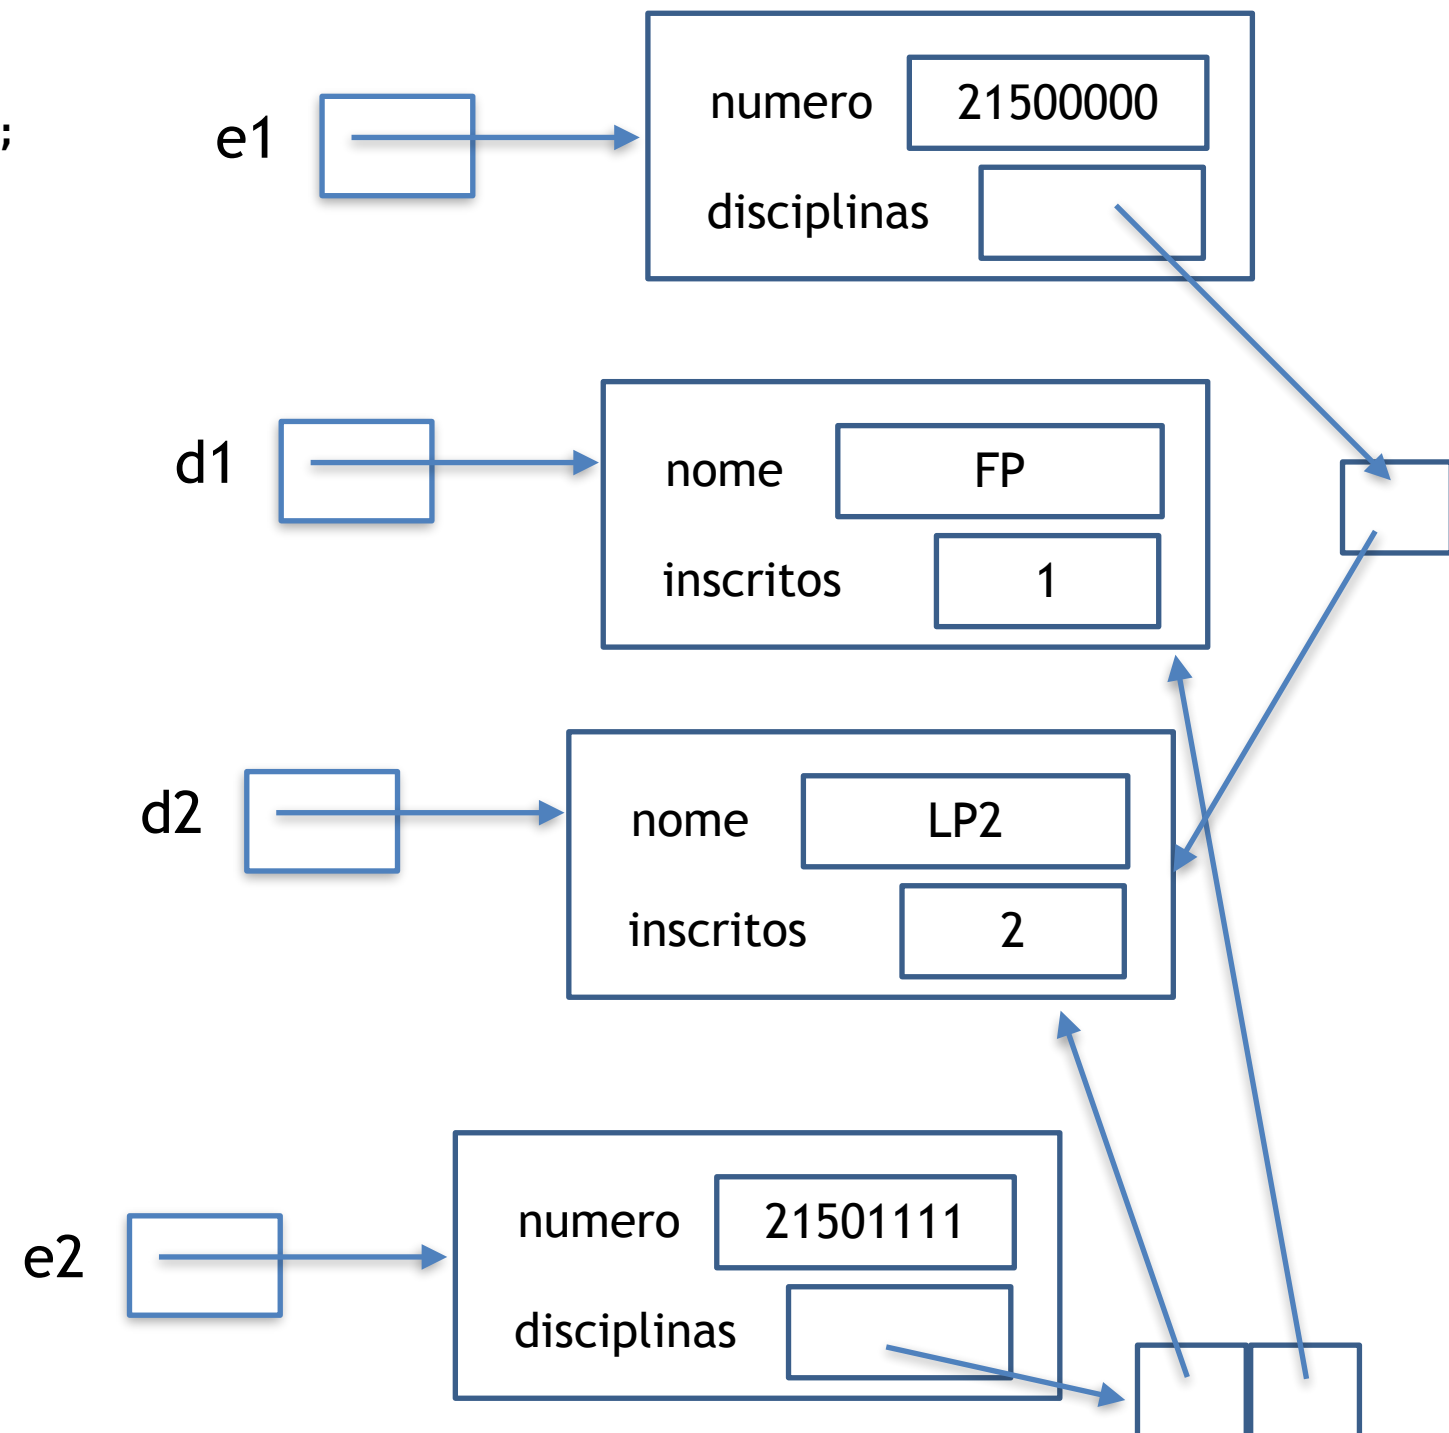 numero 21500000
; e1
disciplinas
d1 nome FP
inscritos 1
d2 nome LP2
inscritos 2
numero 21501111
e2
disciplinas